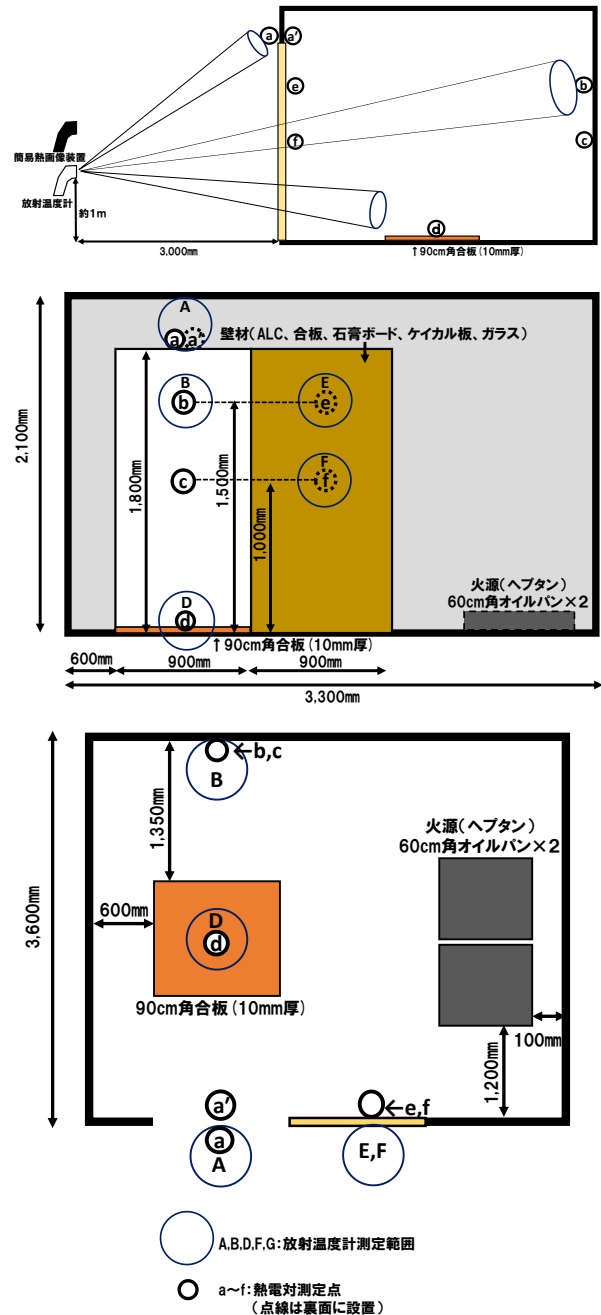 a
a'
e
b
f
c
簡易熱画像装置
放射温度計
約1m
d
3,000mm
↑90cm角合板(10mm厚)
A
a
a'
壁材(ALC、合板、石膏ボード、ケイカル板、ガラス)
B
b
E
e
2,100mm
1,800mm
1,500mm
c
F
f
1,000mm
D
d
火源(ヘプタン)
60cm角オイルパン×2
↑90cm角合板(10mm厚)
600mm
900mm
900mm
3,300mm
←b,c
B
1,350mm
火源(ヘプタン)
60cm角オイルパン×2
3,600mm
600mm
D
d
90cm角合板(10mm厚)
100mm
1,200mm
a'
←e,f
a
A
E,F
A,B,D,F,G:放射温度計測定範囲
a～f:熱電対測定点
(点線は裏面に設置)